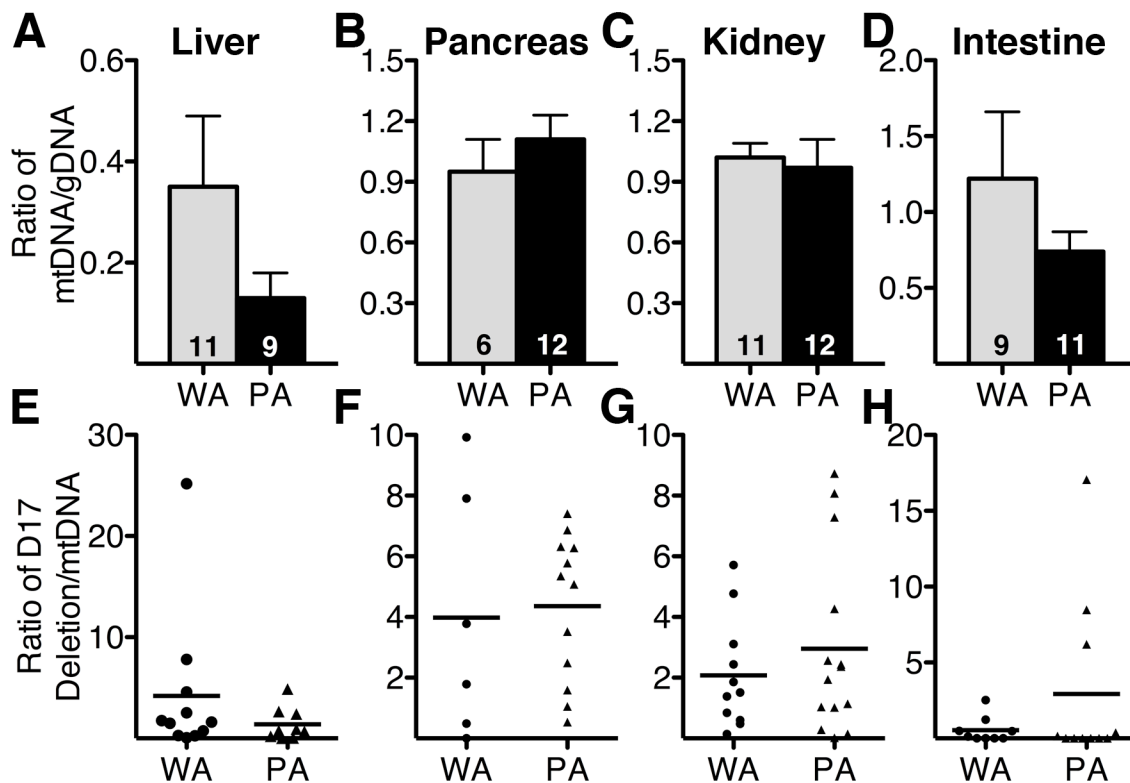 A Liver B Pancreas C Kidney D Intestine
Ratio of
mtDNA/gDNA
0.6
0.4
0.2
11 9
WA PA
1.5
1.2
0.9
0.6
0.3
6 12
WA PA
1.5
1.2
0.9
0.6
0.3
11 12
WA PA
2.0
1.5
1.0
0.5
9 11
WA PA
E F G H
Ratio of D17
Deletion/mtDNA
30
20
10
WA PA
10
8
6
4
2
WA PA
10
8
6
4
2
WA PA
20
15
10
5
WA PA